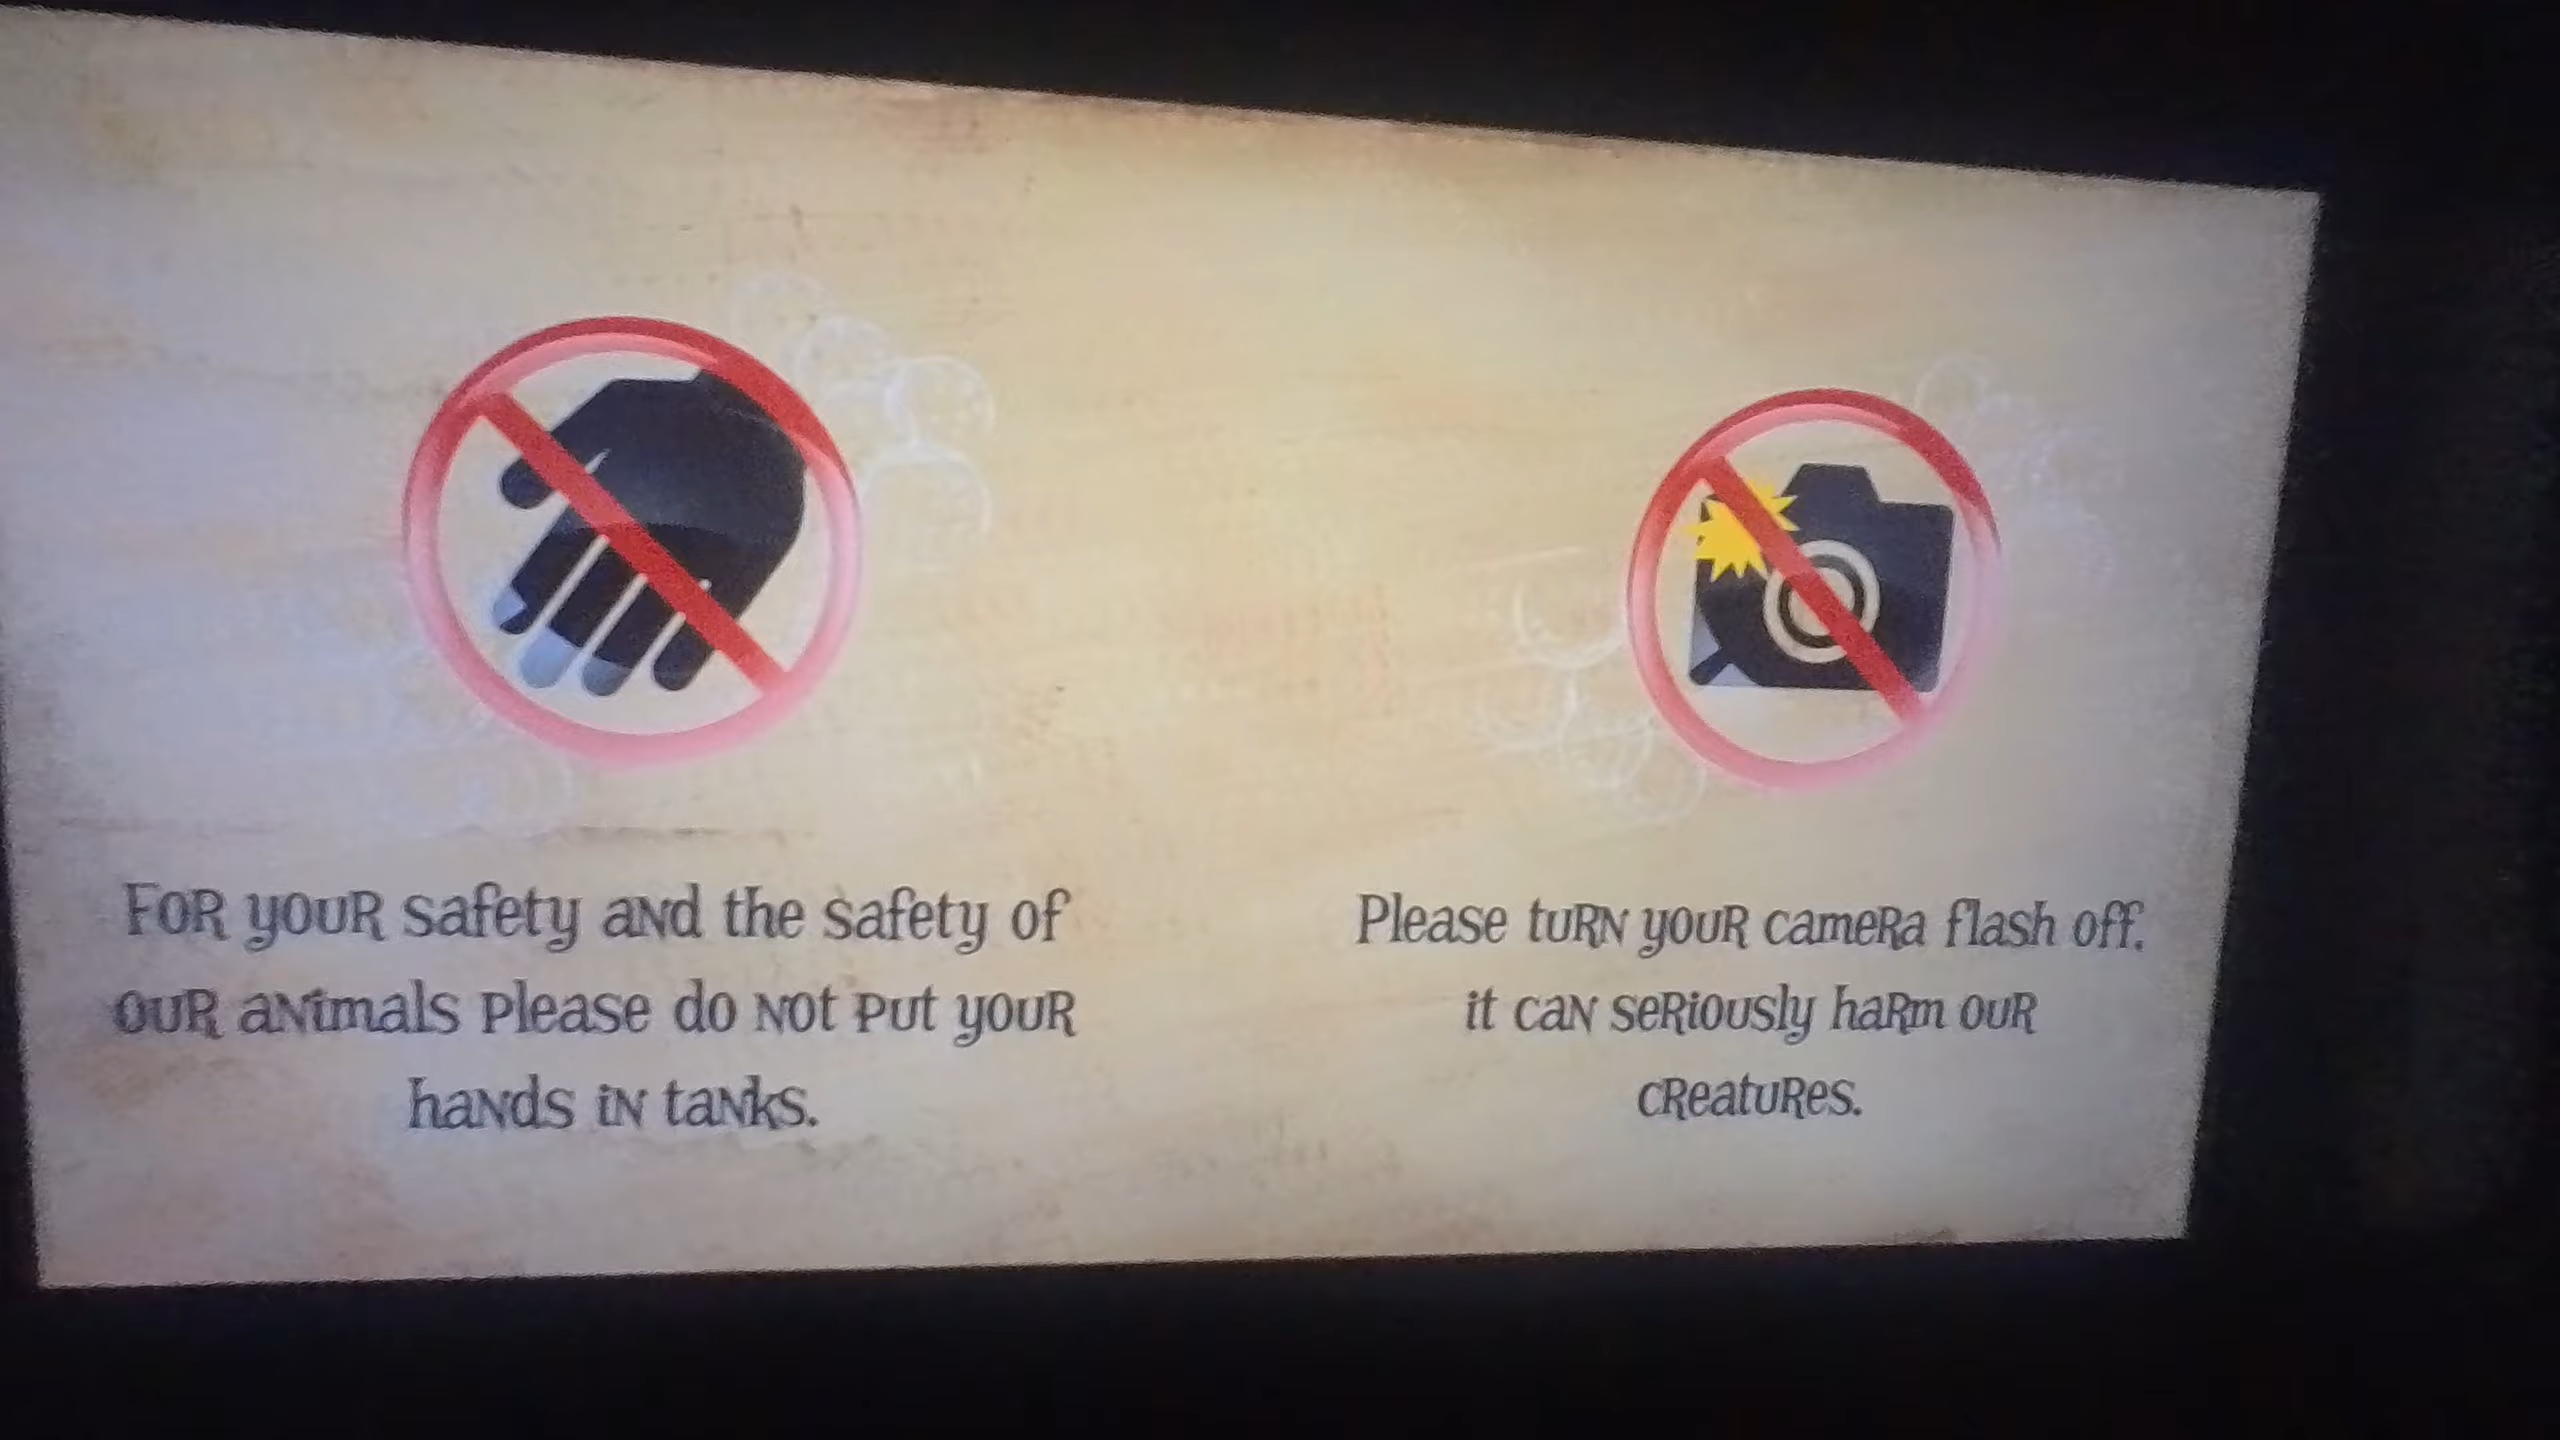 For your safety and the safety of
our animals please do not put your
hands in tanks.
Please turn your camera flash off.
it can seriously harm our
creatures.